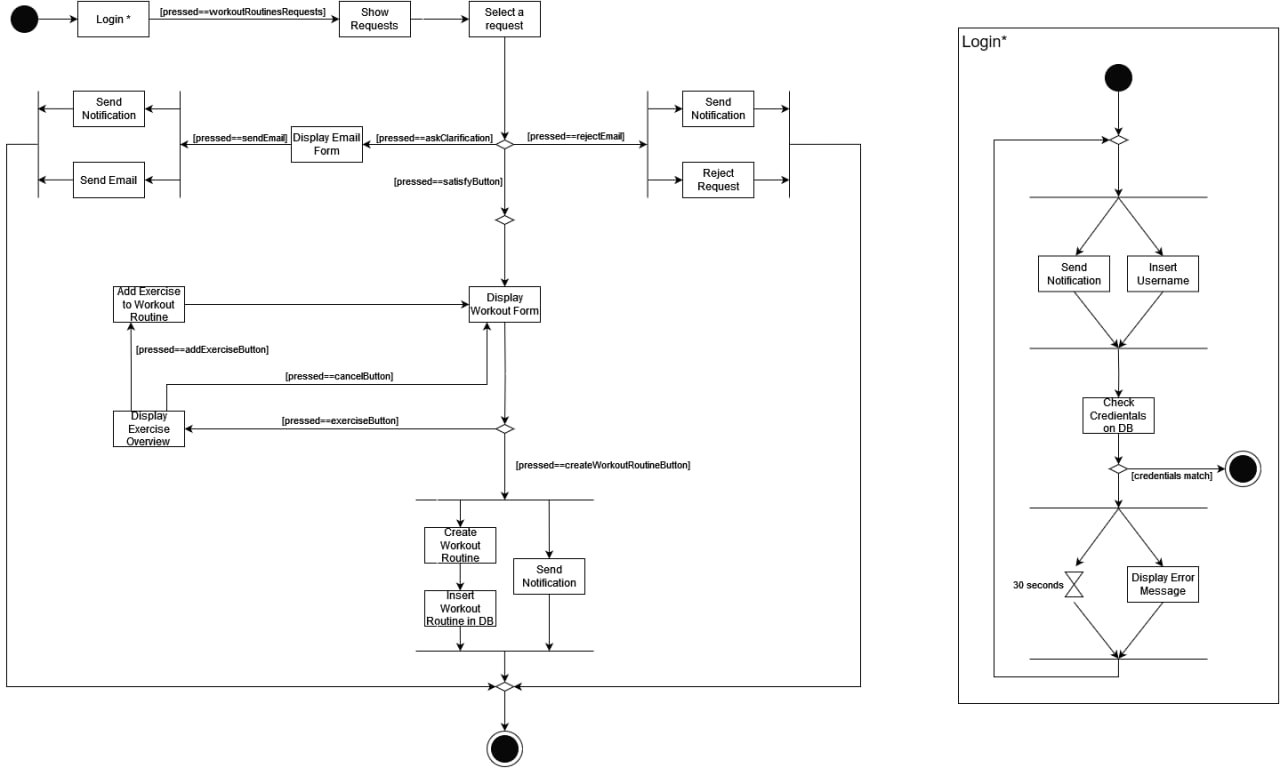 Login *
[pressed==workoutRoutinesRequests]
Show
Requests
Select a
request
Login*
Send
Notification
Send Email
[pressed==sendEmail]
Display Email
Form
[pressed==askClarification]
[pressed==rejectEmail]
Send
Notification
Reject
Request
[pressed==satisfyButton]
Add Exercise
to Workout
Routine
Display
Workout Form
[pressed==addExerciseButton]
[pressed==cancelButton]
Display
Exercise
Overview
[pressed==exerciseButton]
[pressed==createWorkoutRoutineButton]
Create
Workout
Routine
Insert
Workout
Routine in DB
Send
Notification
Send
Notification
Insert
Username
Check
Credientals
on DB
[credentials match]
30 seconds
Display Error
Message